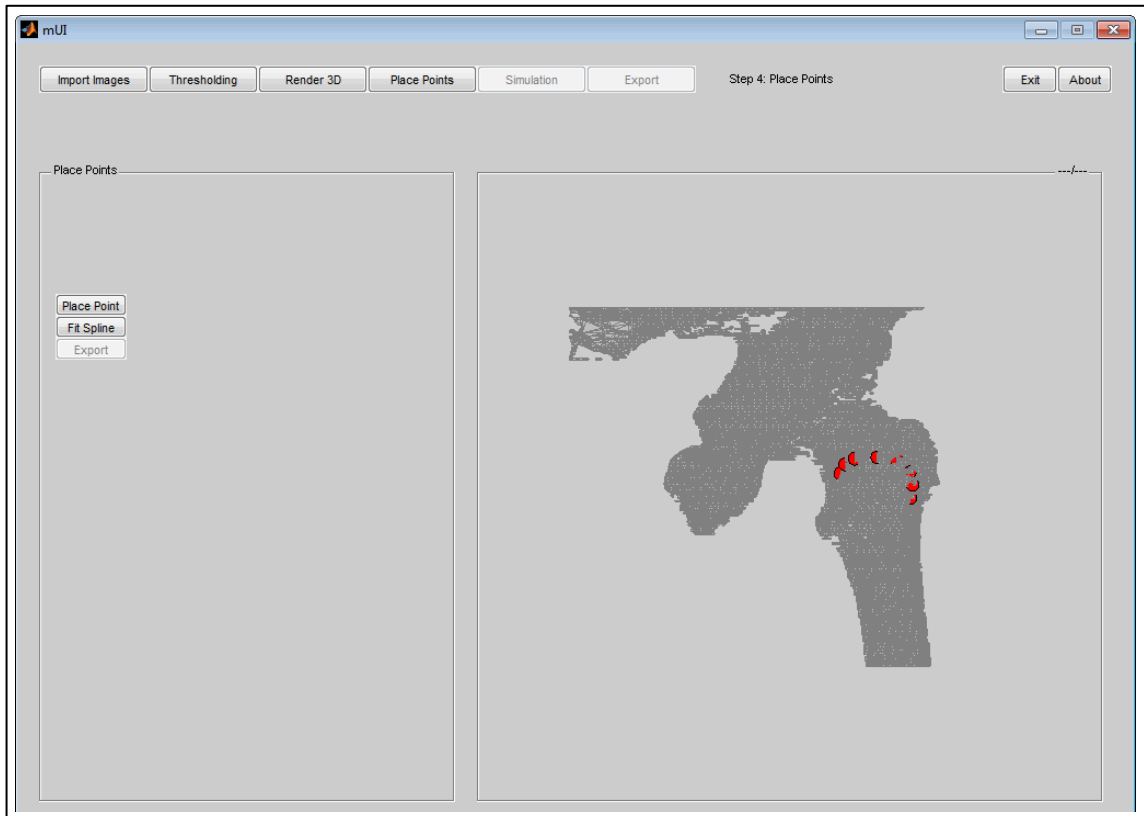 mUI
Import Images Thresholding Render 3D Place Points Simulation Export Step 4: Place Points Exit About
Place Points ---/---
Place Point
Fit Spline
Export